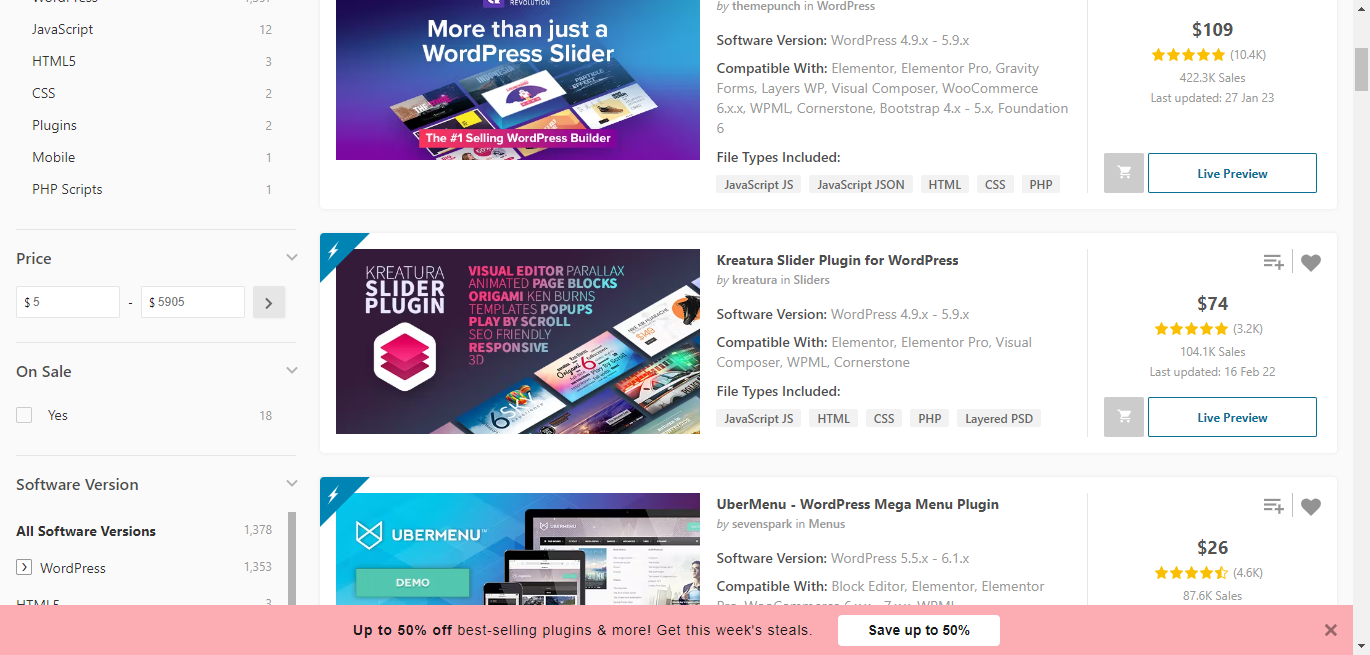 JavaScript 12
HTML5 3
CSS 2
Plugins 2
Mobile 1
PHP Scripts 1
Price
$ 5 - $ 5905
On Sale
Yes 18
Software Version
All Software Versions 1,378
WordPress 1,353
HTML5 3
REVOLUTION
More than just a
WordPress Slider
The #1 Selling WordPress Builder
by themepunch in WordPress
Software Version: WordPress 4.9.x - 5.9.x
Compatible With: Elementor, Elementor Pro, Gravity
Forms, Layers WP, Visual Composer, WooCommerce
6.x.x, WPML, Cornerstone, Bootstrap 4.x - 5.x, Foundation
6
File Types Included:
JavaScript JS JavaScript JSON HTML CSS PHP
$109
(10.4K)
422.3K Sales
Last updated: 27 Jan 23
Live Preview
KREATURA
SLIDER
PLUGIN
VISUAL EDITOR PARALLAX
ANIMATED PAGE BLOCKS
ORIGAMI KEN BURNS
TEMPLATES POPUPS
PLAY BY SCROLL
SEO FRIENDLY
RESPONSIVE
3D
Kreatura Slider Plugin for WordPress
by kreatura in Sliders
Software Version: WordPress 4.9.x - 5.9.x
Compatible With: Elementor, Elementor Pro, Visual
Composer, WPML, Cornerstone
File Types Included:
JavaScript JS HTML CSS PHP Layered PSD
$74
(3.2K)
104.1K Sales
Last updated: 16 Feb 22
Live Preview
UBERMENU™
DEMO
UberMenu - WordPress Mega Menu Plugin
by sevenspark in Menus
Software Version: WordPress 5.5.x - 6.1.x
Compatible With: Block Editor, Elementor, Elementor
$26
(4.6K)
87.6K Sales
Up to 50% off best-selling plugins & more! Get this week's steals.
Save up to 50%